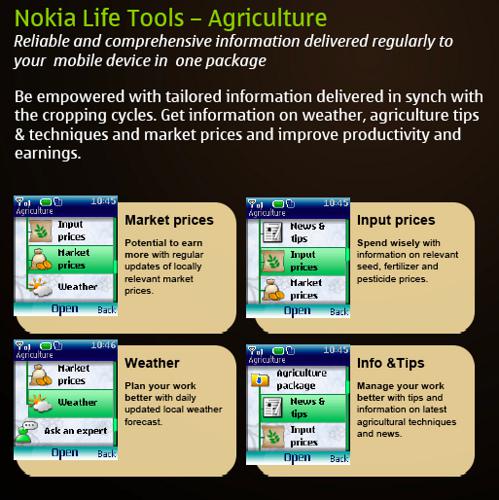 Nokia Life Tools – Agriculture
Reliable and comprehensive information delivered regularly to
your mobile device in one package
Be empowered with tailored information delivered in synch with
the cropping cycles. Get information on weather, agriculture tips
& techniques and market prices and improve productivity and
earnings.
10:45
Agriculture
Input
prices
Market
prices
Weather
Open Back
Market prices
Potential to earn
more with regular
updates of locally
relevant market
prices.
10:45
Agriculture
News &
tips
Input
prices
Market
prices
Open Back
Input prices
Spend wisely with
information on relevant
seed, fertilizer and
pesticide prices.
10:46
Agriculture
Market
prices
Weather
Ask an expert
Open Back
Weather
Plan your work
better with daily
updated local weather
forecast.
10:45
Agriculture
Agriculture
package
News &
tips
Input
prices
Open Back
Info &Tips
Manage your work
better with tips and
information on latest
agricultural techniques
and news.